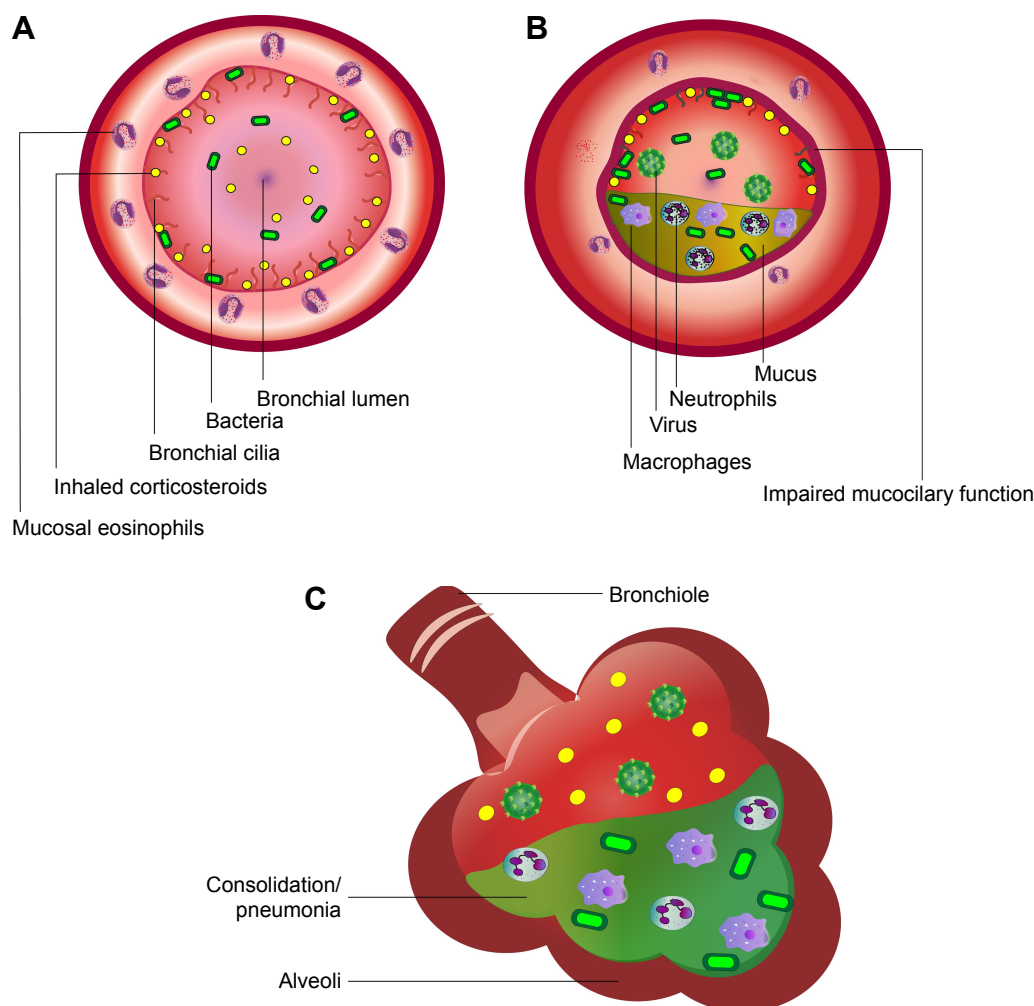 A
B
Bronchial lumen
Bacteria
Bronchial cilia
Inhaled corticosteroids
Mucosal eosinophils
Mucus
Neutrophils
Virus
Macrophages
Impaired mucocilary function
C
Bronchiole
Consolidation/
pneumonia
Alveoli